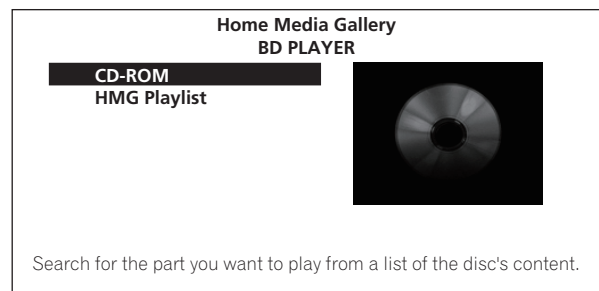 Home Media Gallery
BD PLAYER
CD-ROM
HMG Playlist
Search for the part you want to play from a list of the disc's content.